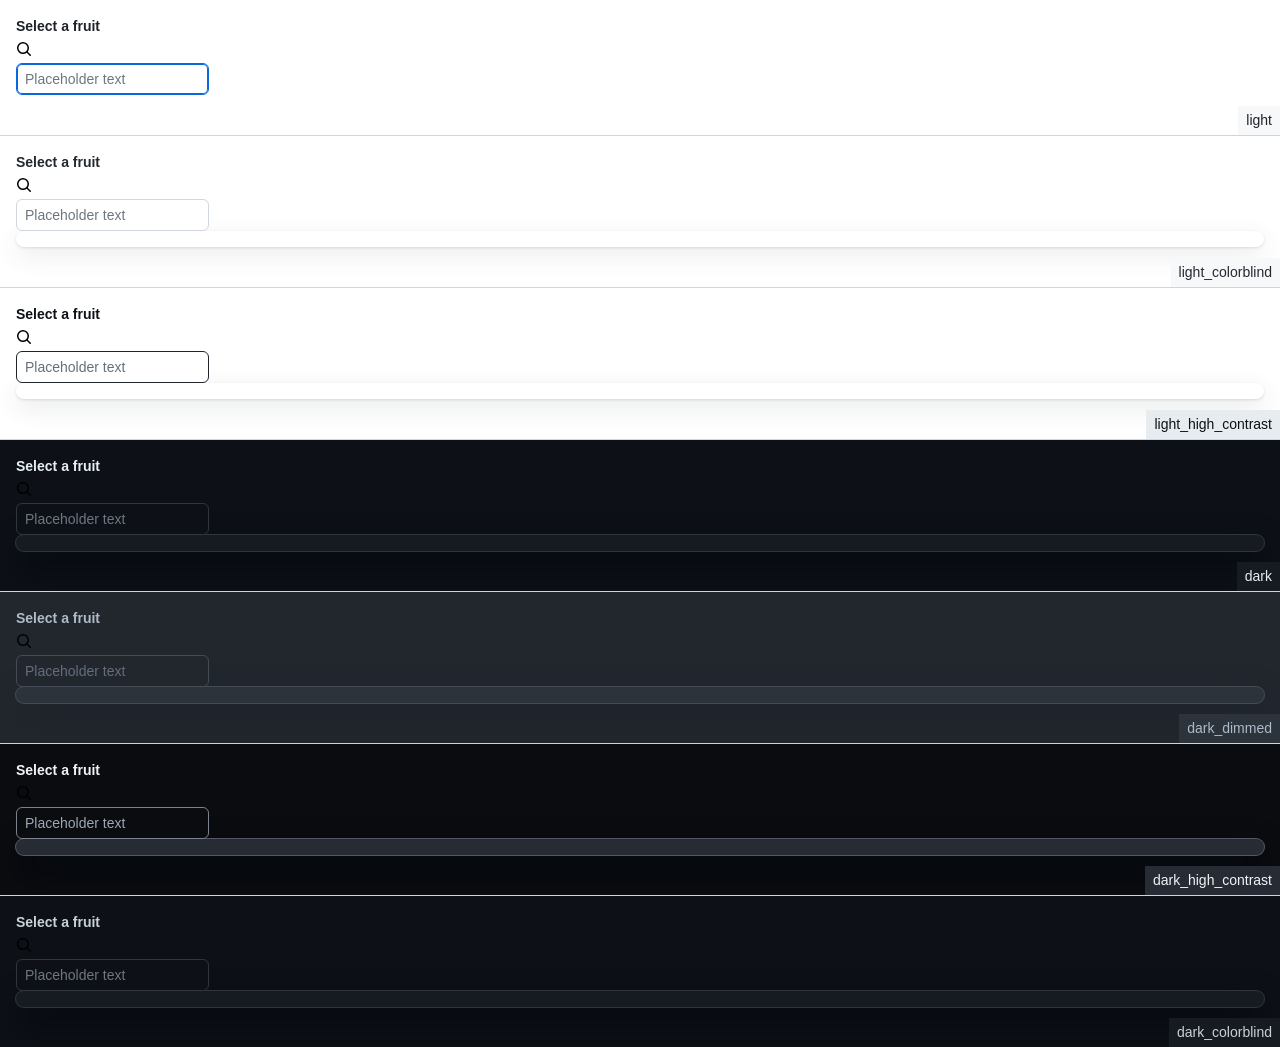 Select a fruit
Placeholder text
light
Select a fruit
Placeholder text
light_colorblind
Select a fruit
Placeholder text
light_high_contrast
Select a fruit
Placeholder text
dark
Select a fruit
Placeholder text
dark_dimmed
Select a fruit
Placeholder text
dark_high_contrast
Select a fruit
Placeholder text
dark_colorblind